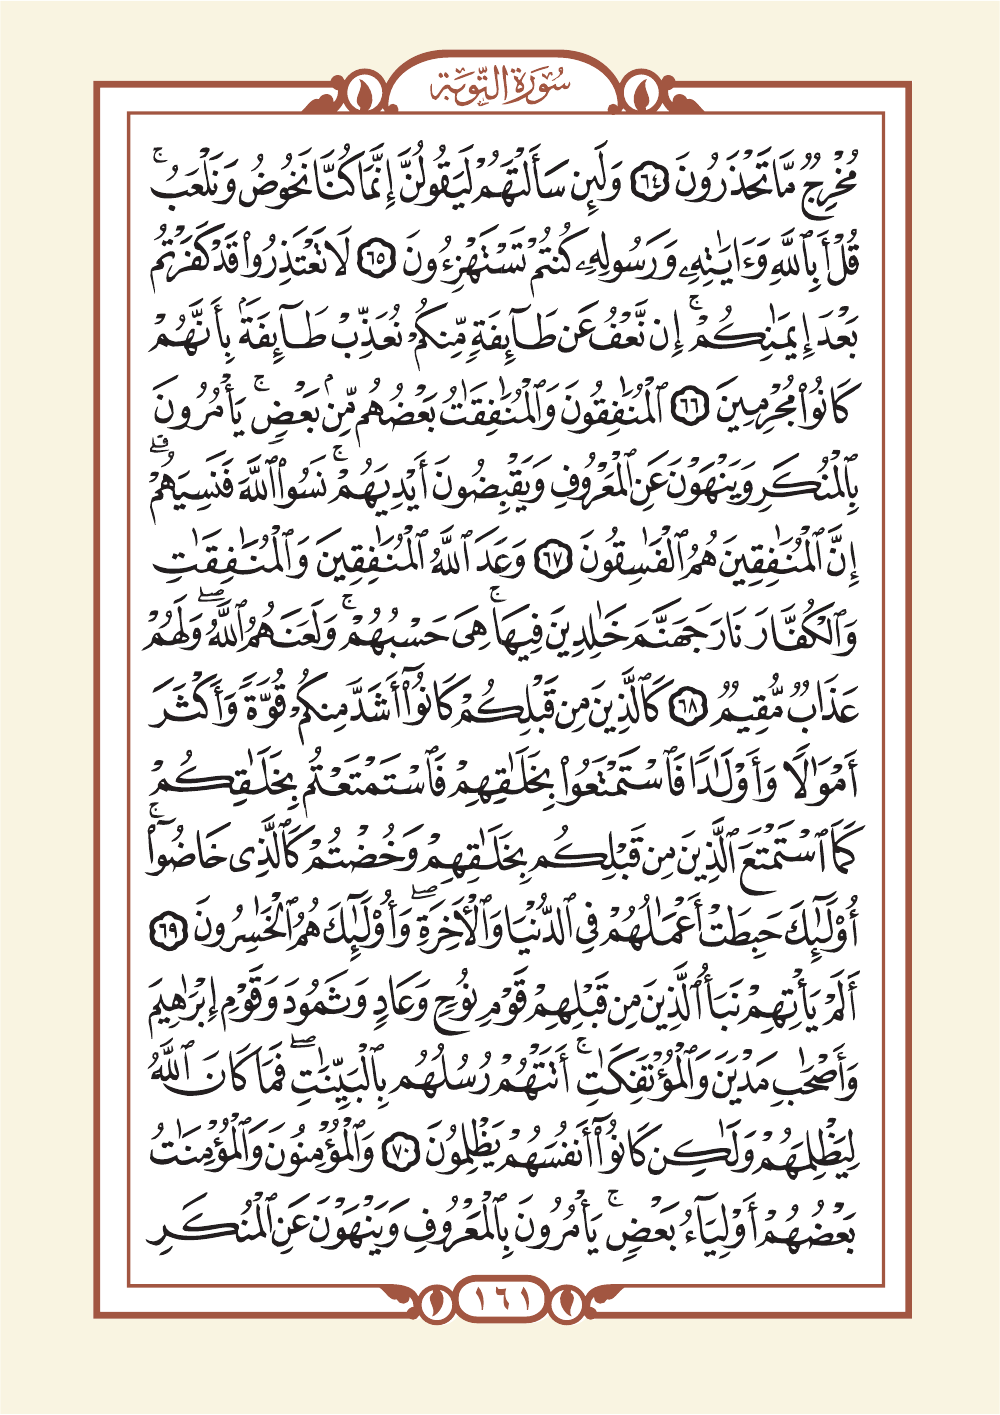 سُورَةُ التَّوۡبَةِ
مُخۡرِجٞ مَّا تَحۡذَرُونَ ٦٤ وَلَئِن سَأَلۡتَهُمۡ لَيَقُولُنَّ إِنَّمَا كُنَّا نَخُوضُ وَنَلۡعَبُۚ
قُلۡ أَبِٱللَّهِ وَءَايَٰتِهِۦ وَرَسُولِهِۦ كُنتُمۡ تَسۡتَهۡزِءُونَ ٦٥ لَا تَعۡتَذِرُواْ قَدۡ كَفَرۡتُم
بَعۡدَ إِيمَٰنِكُمۡۚ إِن نَّعۡفُ عَن طَآئِفَةٖ مِّنكُمۡ نُعَذِّبۡ طَآئِفَةَۢ بِأَنَّهُمۡ
كَانُواْ مُجۡرِمِينَ ٦٦ ٱلۡمُنَٰفِقُونَ وَٱلۡمُنَٰفِقَٰتُ بَعۡضُهُم مِّنۢ بَعۡضٖۚ يَأۡمُرُونَ
بِٱلۡمُنكَرِ وَيَنۡهَوۡنَ عَنِ ٱلۡمَعۡرُوفِ وَيَقۡبِضُونَ أَيۡدِيَهُمۡۚ نَسُواْ ٱللَّهَ فَنَسِيَهُمۡۗ
إِنَّ ٱلۡمُنَٰفِقِينَ هُمُ ٱلۡفَٰسِقُونَ ٦٧ وَعَدَ ٱللَّهُ ٱلۡمُنَٰفِقِينَ وَٱلۡمُنَٰفِقَٰتِ
وَٱلۡكُفَّارَ نَارَ جَهَنَّمَ خَٰلِدِينَ فِيهَاۚ هِيَ حَسۡبُهُمۡۚ وَلَعَنَهُمُ ٱللَّهُۖ وَلَهُمۡ
عَذَابٞ مُّقِيمٞ ٦٨ كَٱلَّذِينَ مِن قَبۡلِكُمۡ كَانُوٓاْ أَشَدَّ مِنكُمۡ قُوَّةٗ وَأَكۡثَرَ
أَمۡوَٰلٗا وَأَوۡلَٰدٗا فَٱسۡتَمۡتَعُواْ بِخَلَٰقِهِمۡ فَٱسۡتَمۡتَعۡتُم بِخَلَٰقِكُمۡ
كَمَا ٱسۡتَمۡتَعَ ٱلَّذِينَ مِن قَبۡلِكُم بِخَلَٰقِهِمۡ وَخُضۡتُمۡ كَٱلَّذِي خَاضُوٓاْۚ
أُوْلَٰٓئِكَ حَبِطَتۡ أَعۡمَٰلُهُمۡ فِي ٱلدُّنۡيَا وَٱلۡأٓخِرَةِۖ وَأُوْلَٰٓئِكَ هُمُ ٱلۡخَٰسِرُونَ ٦٩
أَلَمۡ يَأۡتِهِمۡ نَبَأُ ٱلَّذِينَ مِن قَبۡلِهِمۡ قَوۡمِ نُوحٖ وَعَادٖ وَثَمُودَ وَقَوۡمِ إِبۡرَٰهِيمَ
وَأَصۡحَٰبِ مَدۡيَنَ وَٱلۡمُؤۡتَفِكَٰتِۚ أَتَتۡهُمۡ رُسُلُهُم بِٱلۡبَيِّنَٰتِۖ فَمَا كَانَ ٱللَّهُ
لِيَظۡلِمَهُمۡ وَلَٰكِن كَانُوٓاْ أَنفُسَهُمۡ يَظۡلِمُونَ ٧٠ وَٱلۡمُؤۡمِنُونَ وَٱلۡمُؤۡمِنَٰتُ
بَعۡضُهُمۡ أَوۡلِيَآءُ بَعۡضٖۚ يَأۡمُرُونَ بِٱلۡمَعۡرُوفِ وَيَنۡهَوۡنَ عَنِ ٱلۡمُنكَرِ
١٦١